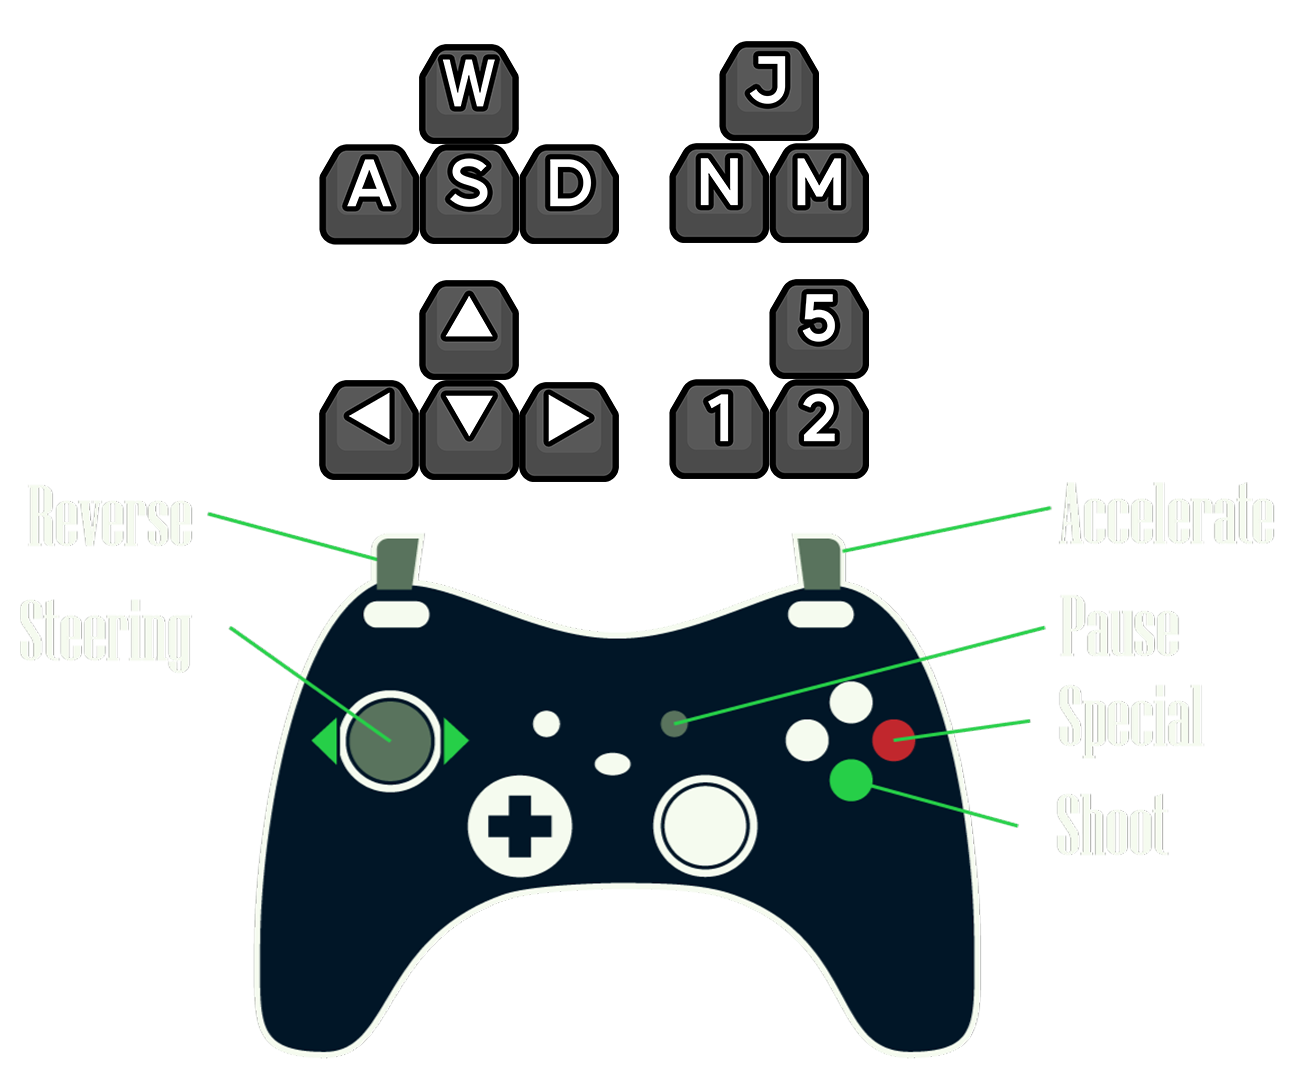 W
J
A S D
N M
5
1 2
Reverse
Accelerate
Steering
Pause
Special
Shoot